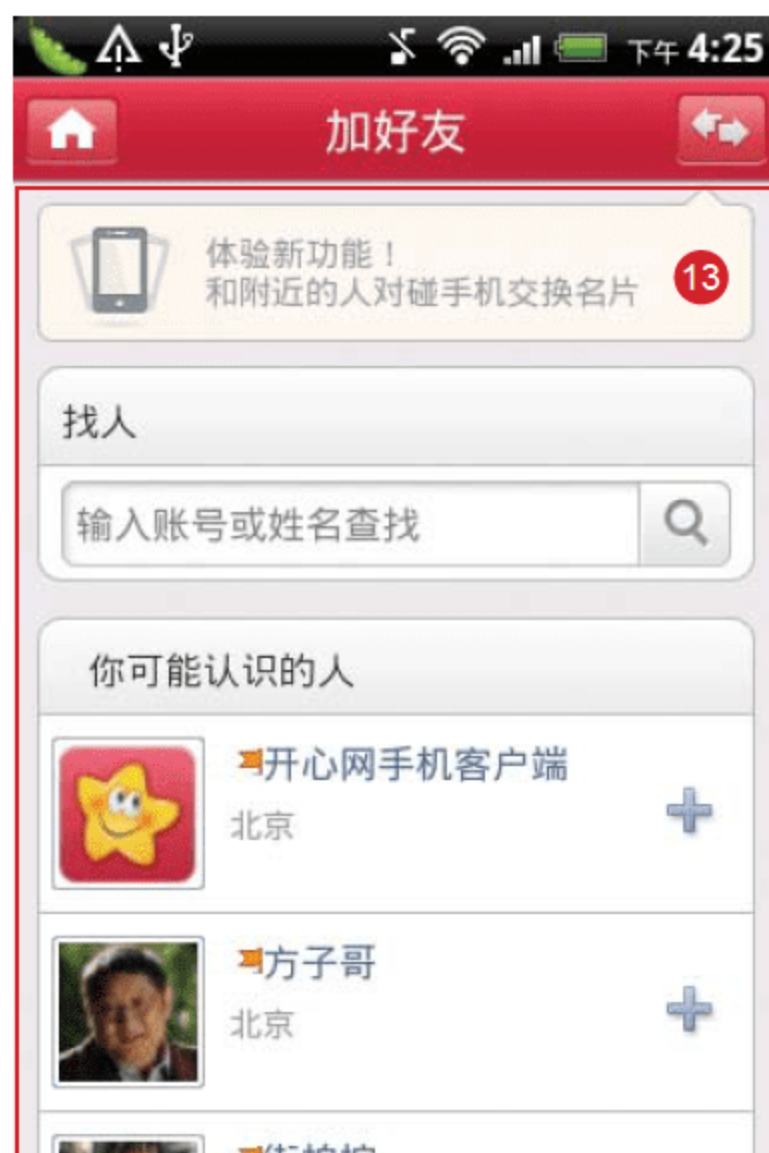 下午 4:25
加好友
体验新功能！
和附近的人对碰手机交换名片
13
找人
输入账号或姓名查找
你可能认识的人
开心网手机客户端
北京
方子哥
北京